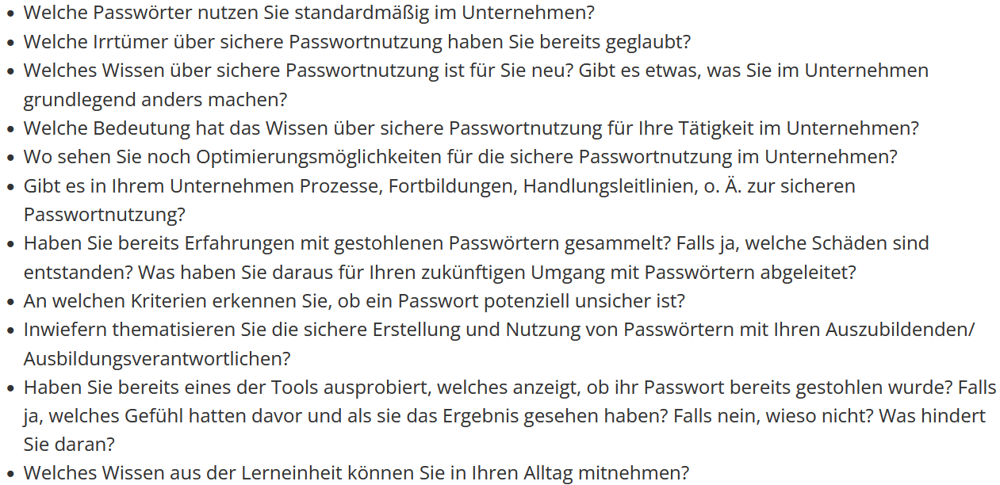 • Welche Passwörter nutzen Sie standardmäßig im Unternehmen?
• Welche Irrtümer über sichere Passwortnutzung haben Sie bereits geglaubt?
• Welches Wissen über sichere Passwortnutzung ist für Sie neu? Gibt es etwas, was Sie im Unternehmen
grundlegend anders machen?
• Welche Bedeutung hat das Wissen über sichere Passwortnutzung für Ihre Tätigkeit im Unternehmen?
• Wo sehen Sie noch Optimierungsmöglichkeiten für die sichere Passwortnutzung im Unternehmen?
• Gibt es in Ihrem Unternehmen Prozesse, Fortbildungen, Handlungsleitlinien, o. Ä. zur sicheren
Passwortnutzung?
• Haben Sie bereits Erfahrungen mit gestohlenen Passwörtern gesammelt? Falls ja, welche Schäden sind
entstanden? Was haben Sie daraus für Ihren zukünftigen Umgang mit Passwörtern abgeleitet?
• An welchen Kriterien erkennen Sie, ob ein Passwort potenziell unsicher ist?
• Inwiefern thematisieren Sie die sichere Erstellung und Nutzung von Passwörtern mit Ihren Auszubildenden/
Ausbildungsverantwortlichen?
• Haben Sie bereits eines der Tools ausprobiert, welches anzeigt, ob ihr Passwort bereits gestohlen wurde? Falls
ja, welches Gefühl hatten davor und als sie das Ergebnis gesehen haben? Falls nein, wieso nicht? Was hindert
Sie daran?
• Welches Wissen aus der Lerneinheit können Sie in Ihren Alltag mitnehmen?